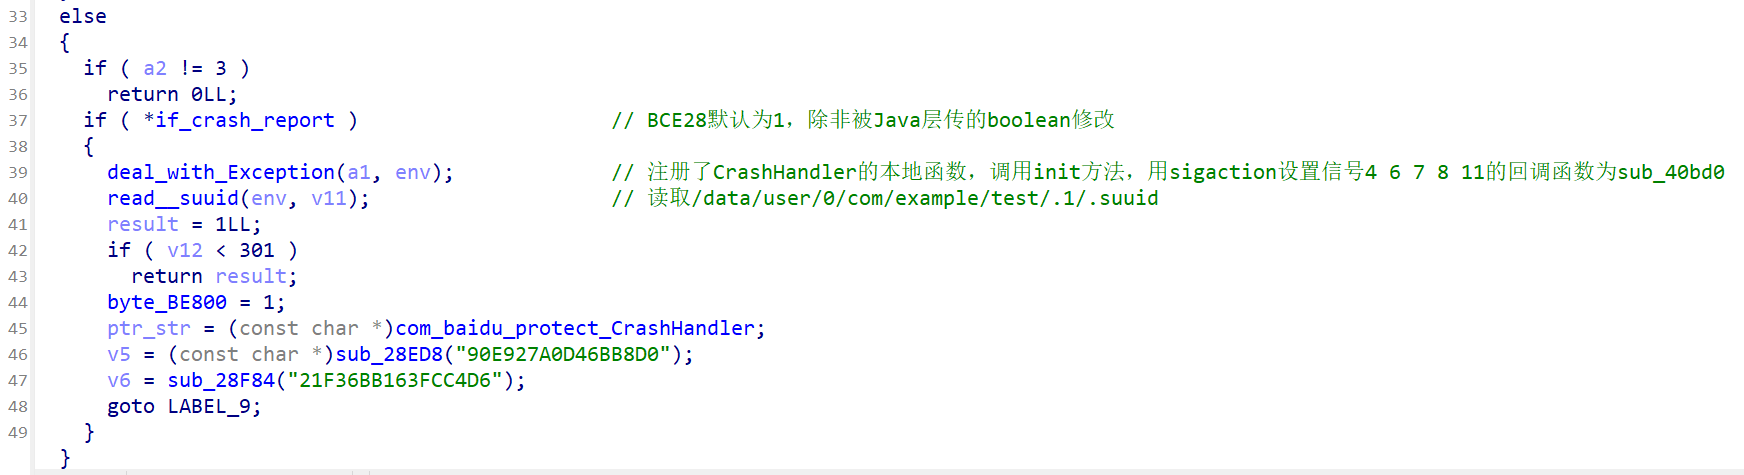 33 else
34 {
35 if ( a2 != 3 )
36 return 0LL;
37 if ( *if_crash_report ) // BCE28默认为1，除非被Java层传的boolean修改
38 {
39 deal_with_Exception(a1, env); // 注册了CrashHandler的本地函数，调用init方法，用sigaction设置信号4 6 7 8 11的回调函数为sub_40bd0
40 read__suuid(env, v11); // 读取/data/user/0/com/example/test/.1/.suuid
41 result = 1LL;
42 if ( v12 < 301 )
43 return result;
44 byte_BE800 = 1;
45 ptr_str = (const char *)com_baidu_protect_CrashHandler;
46 v5 = (const char *)sub_28ED8("90E927A0D46BB8D0");
47 v6 = sub_28F84("21F36BB163FCC4D6");
48 goto LABEL_9;
49 }
}